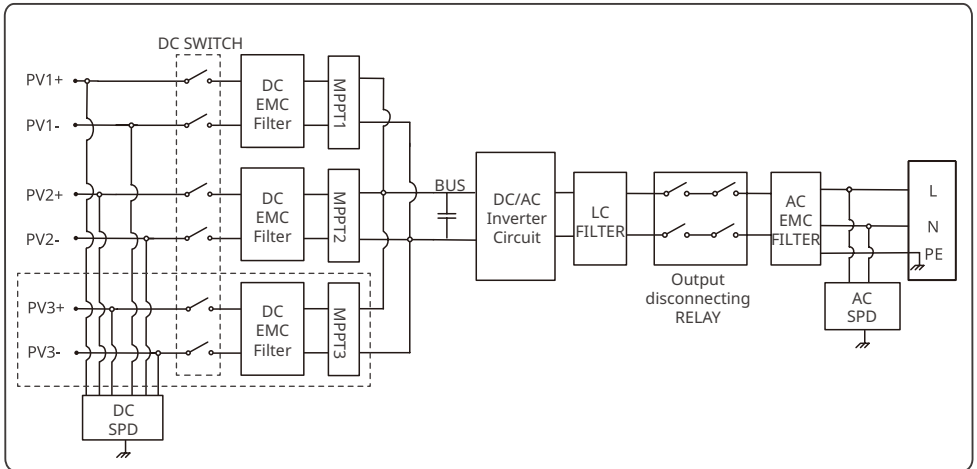 DC SWITCH
PV1+
PV1-
DC
EMC
Filter
MPPT1
PV2+
PV2-
DC
EMC
Filter
MPPT2
PV3+
PV3-
DC
EMC
Filter
MPPT3
DC
SPD
BUS
DC/AC
Inverter
Circuit
LC
FILTER
Output
disconnecting
RELAY
AC
EMC
FILTER
L
N
PE
AC
SPD